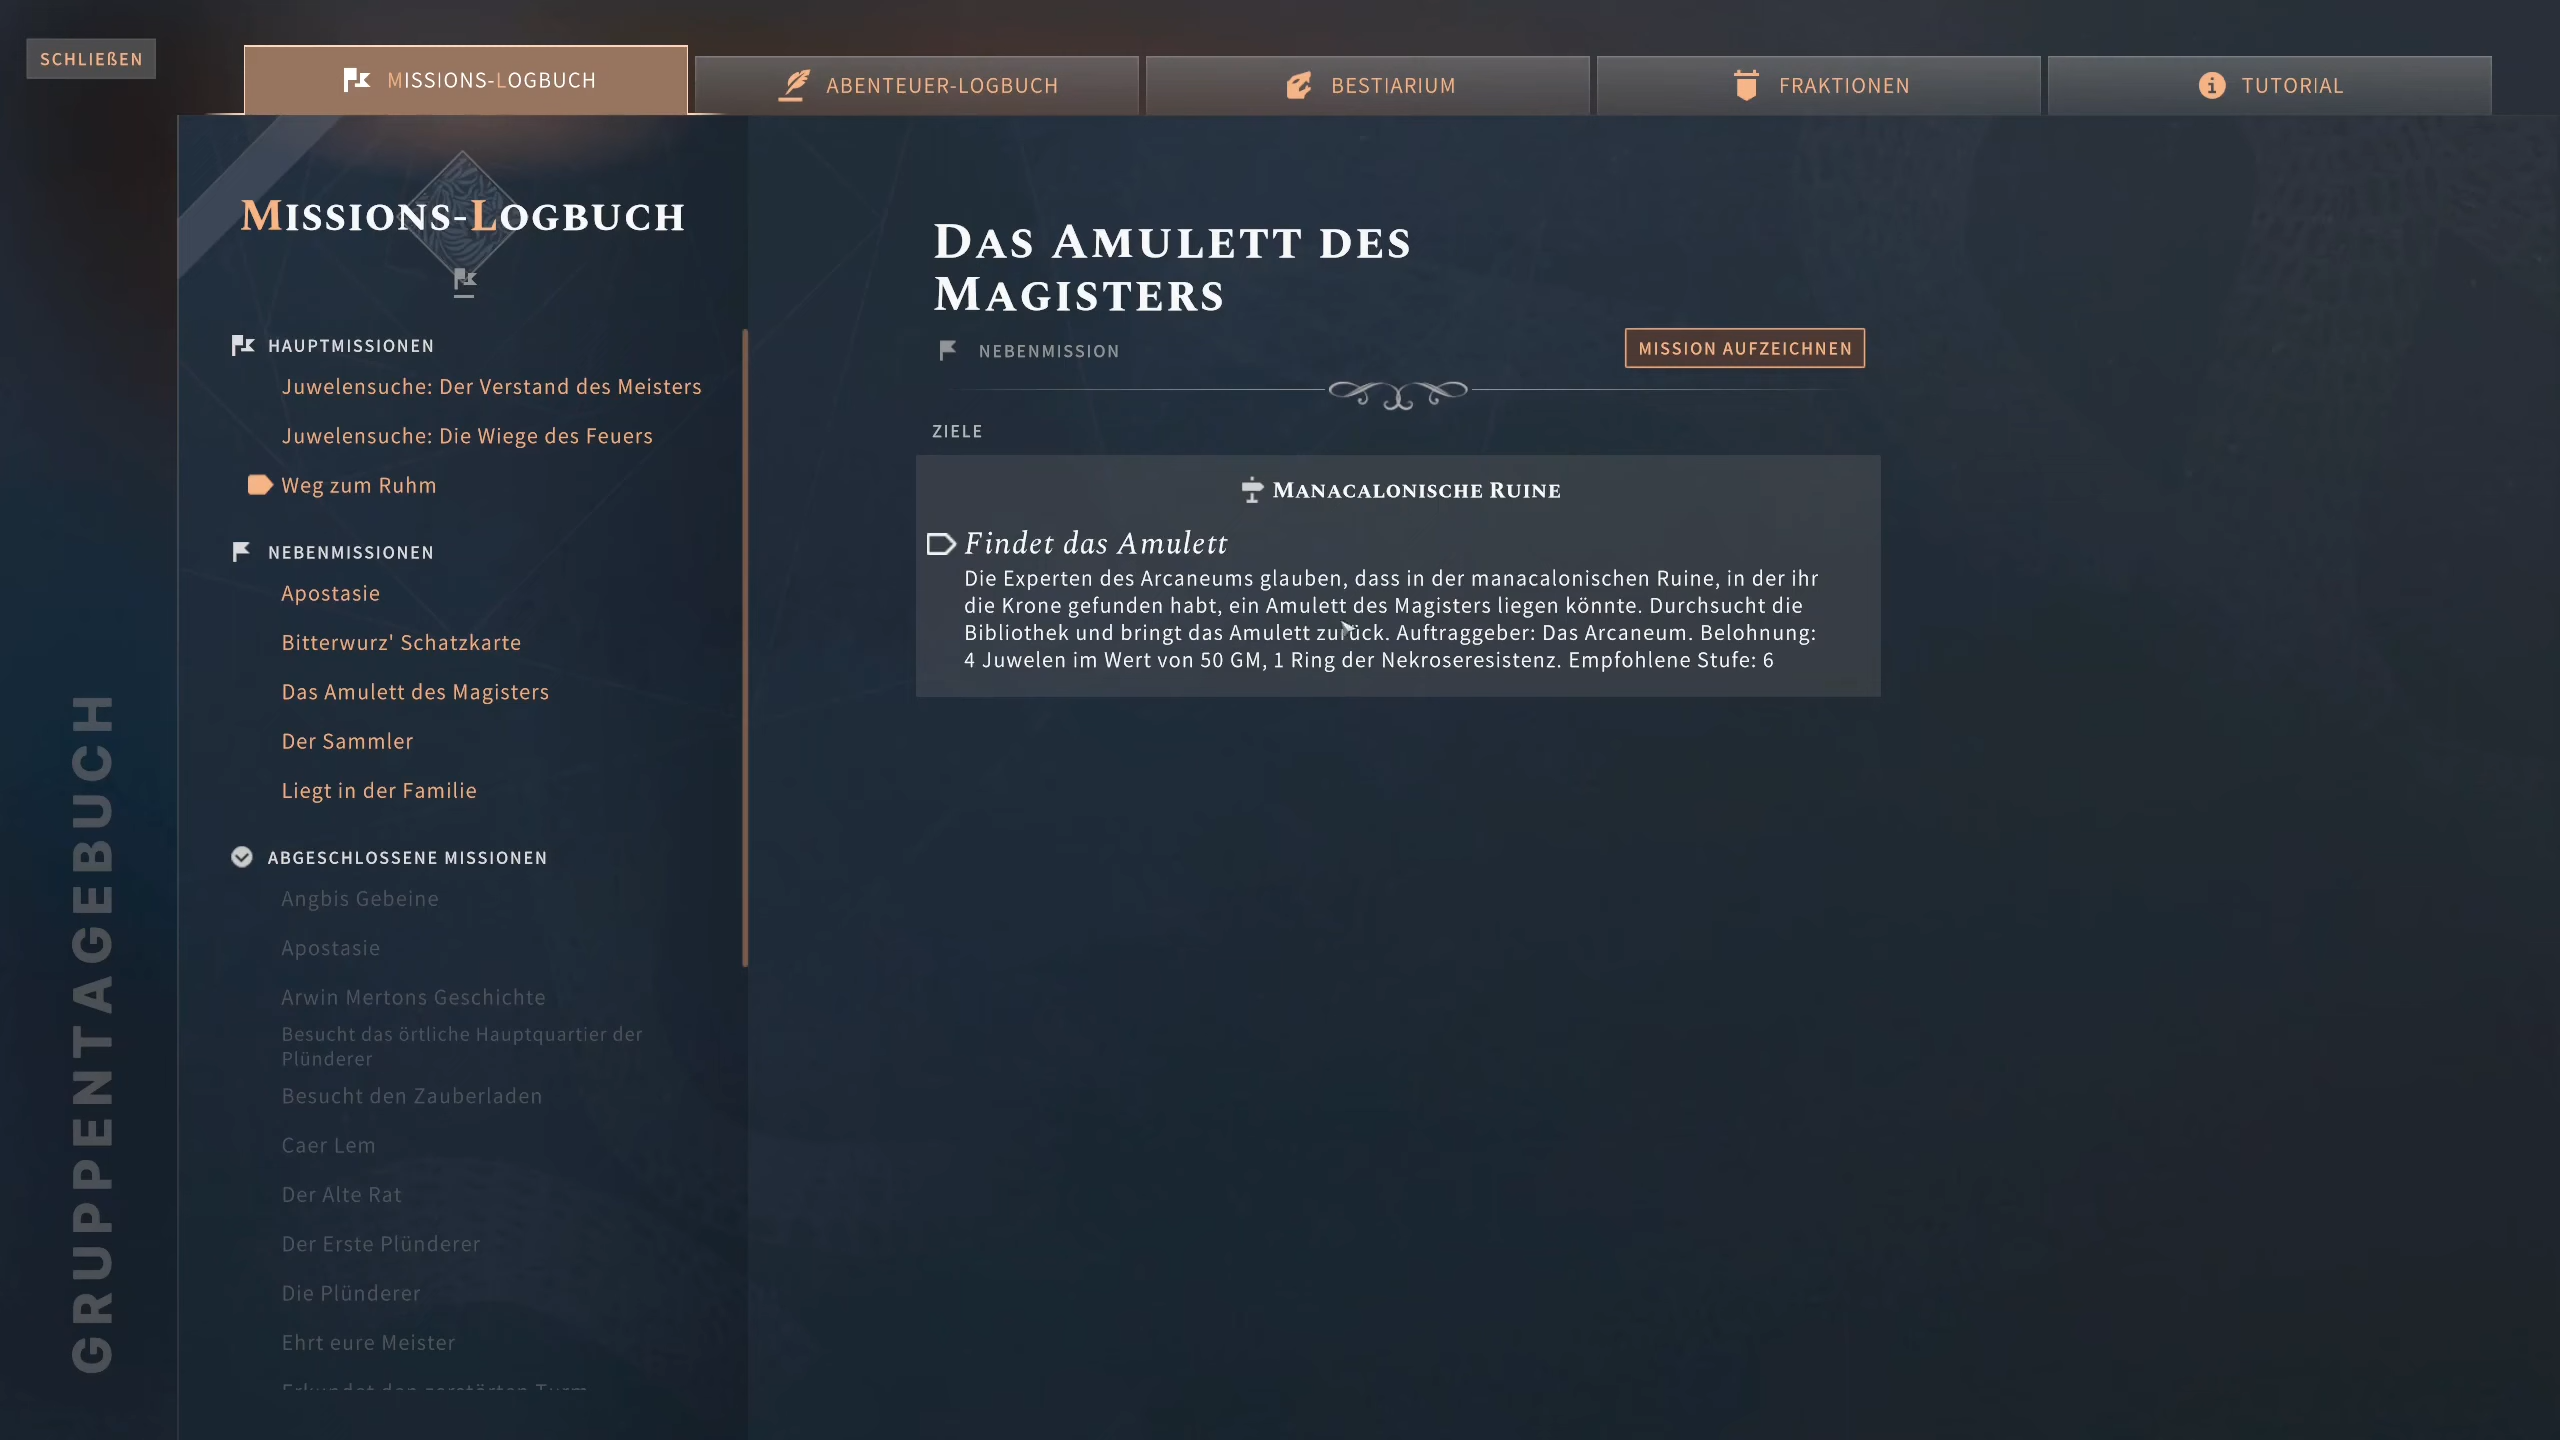 SCHLIEẞEN
MISSIONS-LOGBUCH
ABENTEUER-LOGBUCH
BESTIARIUM
FRAKTIONEN
TUTORIAL
GRUPPENTAGEBUCH
MISSIONS-LOGBUCH
HAUPTMISSIONEN
Juwelensuche: Der Verstand des Meisters
Juwelensuche: Die Wiege des Feuers
Weg zum Ruhm
NEBENMISSIONEN
Apostasie
Bitterwurz' Schatzkarte
Das Amulett des Magisters
Der Sammler
Liegt in der Familie
ABGESCHLOSSENE MISSIONEN
Angbis Gebeine
Apostasie
Arwin Mertons Geschichte
Besucht das örtliche Hauptquartier der
Plünderer
Besucht den Zauberladen
Caer Lem
Der Alte Rat
Der Erste Plünderer
Die Plünderer
Ehrt eure Meister
Erkundet den zerstörten Turm
DAS AMULETT DES
MAGISTERS
NEBENMISSION
MISSION AUFZEICHNEN
ZIELE
MANACALONISCHE RUINE
Findet das Amulett
Die Experten des Arcaneums glauben, dass in der manacalonischen Ruine, in der ihr
die Krone gefunden habt, ein Amulett des Magisters liegen könnte. Durchsucht die
Bibliothek und bringt das Amulett zurück. Auftraggeber: Das Arcaneum. Belohnung:
4 Juwelen im Wert von 50 GM, 1 Ring der Nekroseresistenz. Empfohlene Stufe: 6